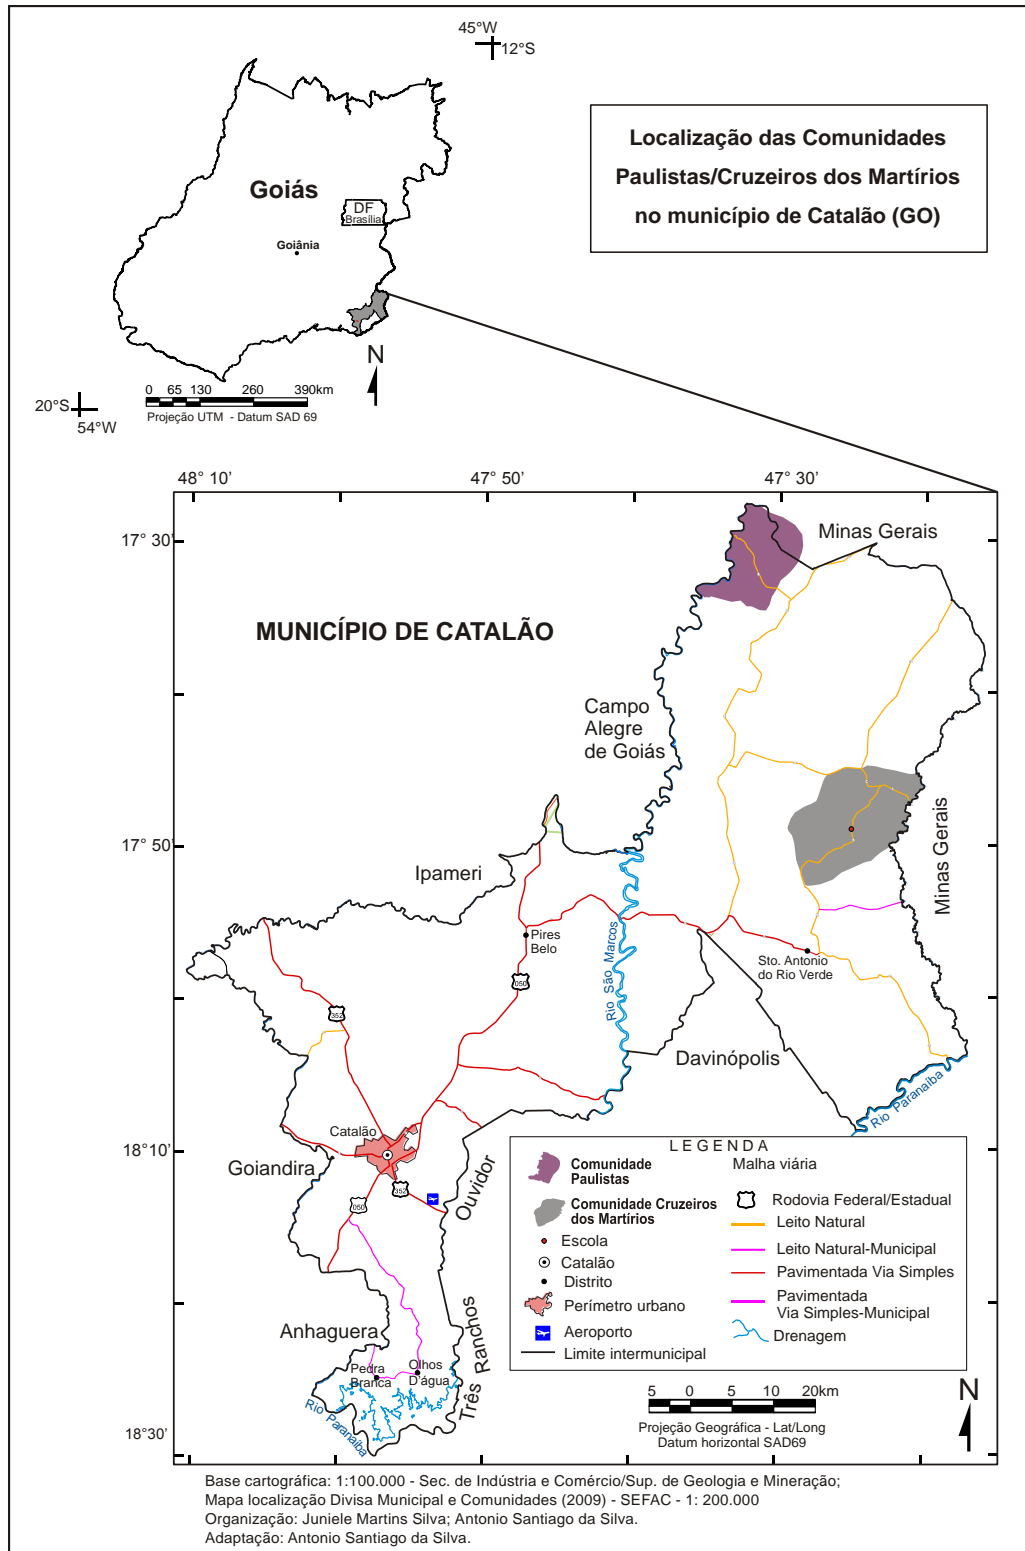 45°W
12°S
Localização das Comunidades
Paulistas/Cruzeiros dos Martírios
no município de Catalão (GO)
Goiás
DF
Brasília
Goiânia
N
0 65 130 260 390km
Projeção UTM - Datum SAD 69
20°S
54°W
48° 10'
47° 50'
47° 30'
17° 30'
Minas Gerais
MUNICÍPIO DE CATALÃO
Campo
Alegre
de Goiás
17° 50'
Ipameri
Minas Gerais
Pires
Belo
Rio São Marcos
Sto. Antonio
do Rio Verde
050
352
Davinópolis
Rio Paranaíba
Catalão
18° 10'
Goiandira
Ouvidor
050
352
LEGENDA
Comunidade
Paulistas
Comunidade Cruzeiros
dos Martírios
Escola
Catalão
Distrito
Perímetro urbano
Aeroporto
Limite intermunicipal
Malha viária
Rodovia Federal/Estadual
Leito Natural
Leito Natural-Municipal
Pavimentada Via Simples
Pavimentada
Via Simples-Municipal
Drenagem
Anhaguera
Três Ranchos
Pedra
Branca
Olhos
D'água
Rio Paranaíba
18° 30'
5 0 5 10 20km
N
Projeção Geográfica - Lat/Long
Datum horizontal SAD69
Base cartográfica: 1:100.000 - Sec. de Indústria e Comércio/Sup. de Geologia e Mineração;
Mapa localização Divisa Municipal e Comunidades (2009) - SEFAC - 1: 200.000
Organização: Juniele Martins Silva; Antonio Santiago da Silva.
Adaptação: Antonio Santiago da Silva.